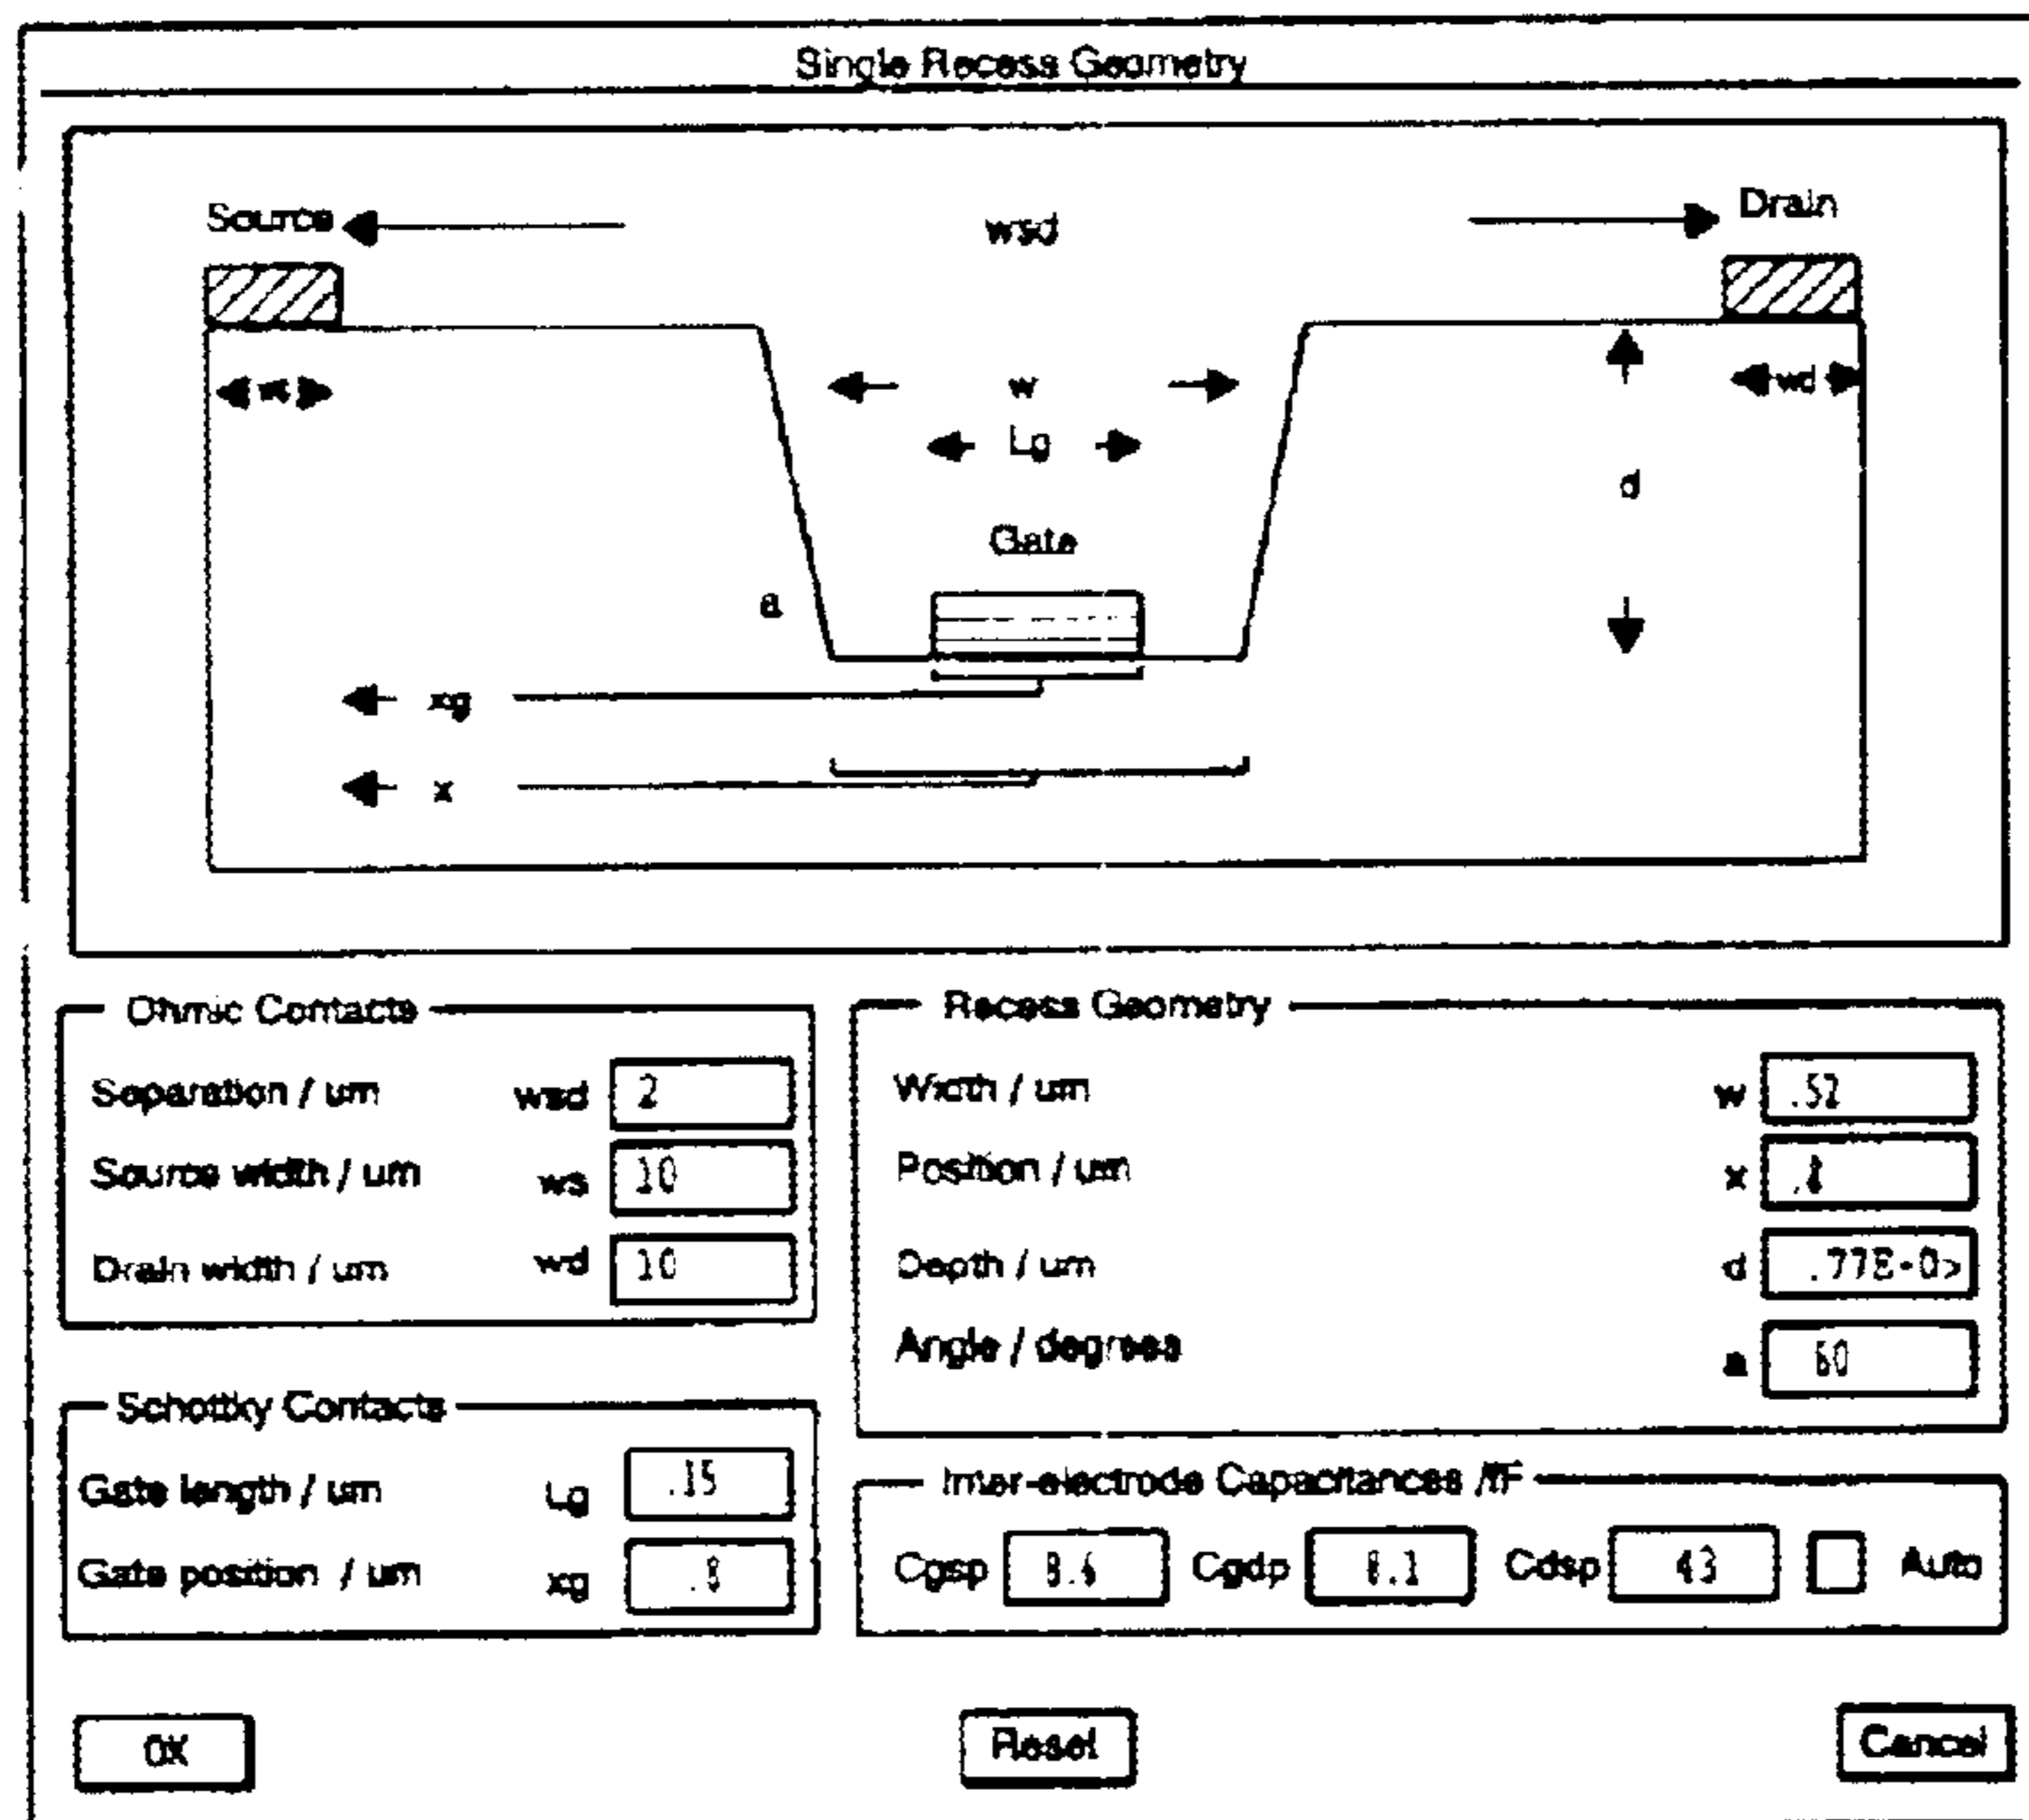 Single Recess Geometry
Source wsd Drain
ws w wd
Lg
d
Gate
a
xg
x
Ohmic Contacts
Separation / um wsd 2
Source width / um ws 10
Drain width / um wd 10
Schottky Contacts
Gate length / um Lg .15
Gate position / um xg .8
Recess Geometry
Width / um w .52
Position / um x .8
Depth / um d
Angle / degrees a 60
Inter-electrode Capacitances /fF
Cgsp Cgdp Cdsp 43 Auto
OK Reset Cancel